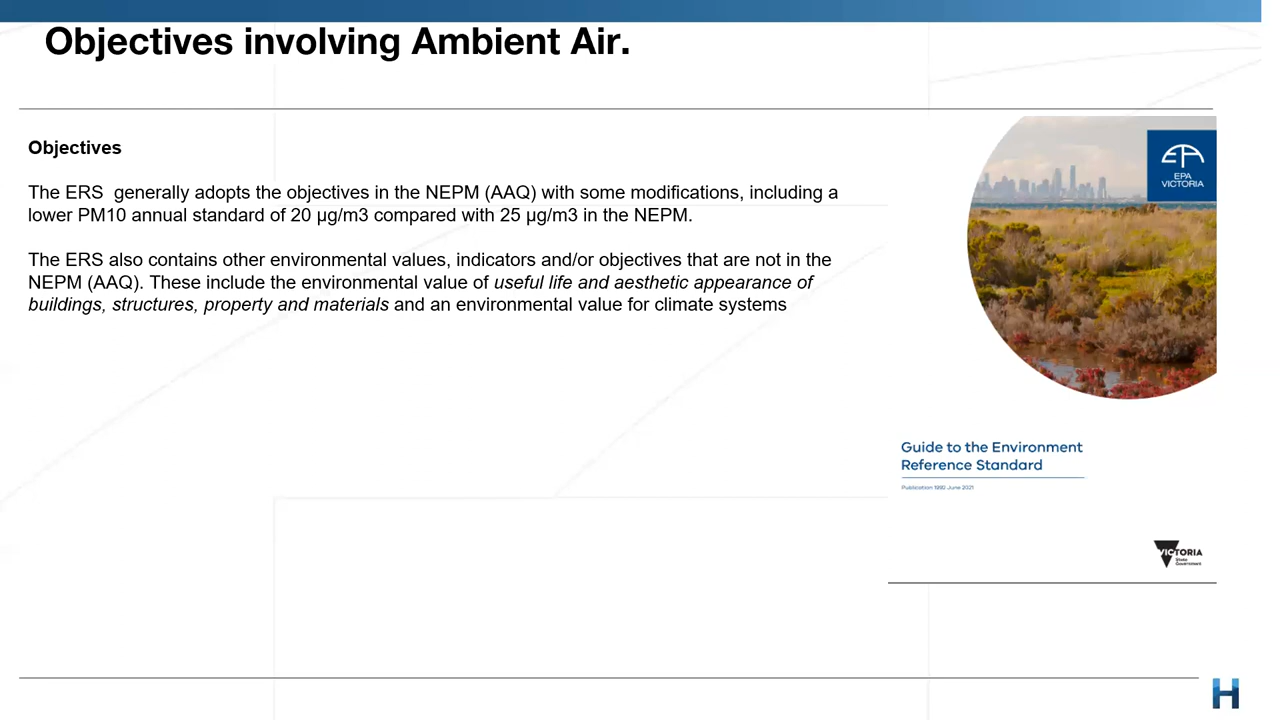 Objectives involving Ambient Air.
Objectives
The ERS  generally adopts the objectives in the NEPM (AAQ) with some modifications, including a
lower PM10 annual standard of 20 µg/m3 compared with 25 µg/m3 in the NEPM.
The ERS also contains other environmental values, indicators and/or objectives that are not in the
NEPM (AAQ). These include the environmental value of useful life and aesthetic appearance of
buildings, structures, property and materials and an environmental value for climate systems
EPA
EPA
VICTORIA
Guide to the Environment
Reference Standard
Publication 1992 June 2021
VICTORIA
State
Government
H